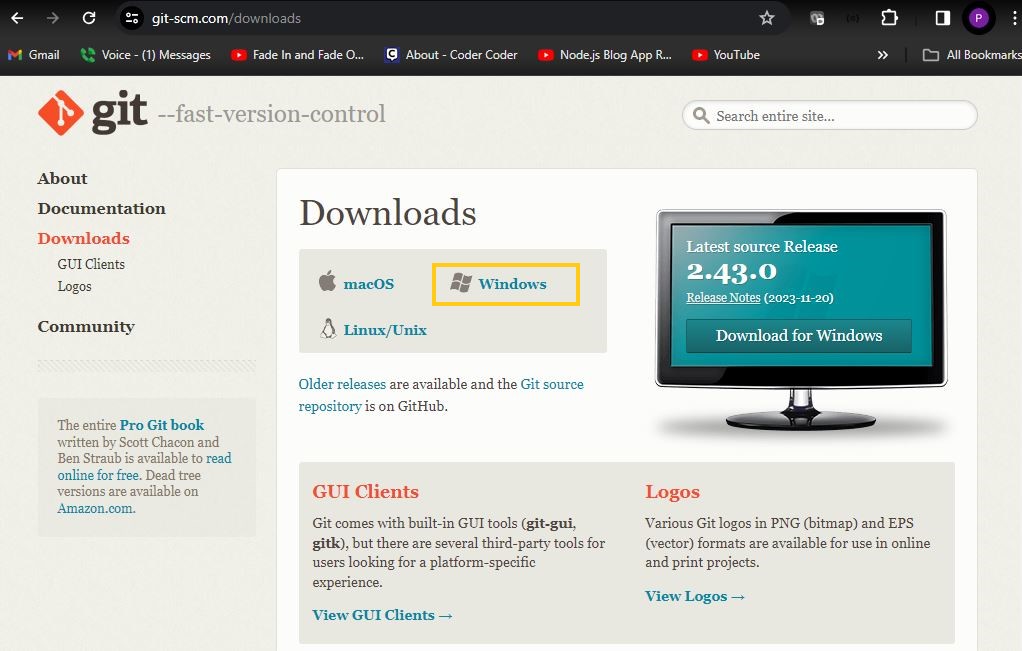 git-scm.com/downloads
P
Gmail
Voice - (1) Messages
Fade In and Fade O...
C
About - Coder Coder
Node.js Blog App R...
YouTube
»
All Bookmarks
git --fast-version-control
Search entire site...
About
Documentation
Downloads
GUI Clients
Logos
Community
The entire Pro Git book
written by Scott Chacon and
Ben Straub is available to read
online for free. Dead tree
versions are available on
Amazon.com.
Downloads
macOS
Windows
Linux/Unix
Older releases are available and the Git source
repository is on GitHub.
Latest source Release
2.43.0
Release Notes (2023-11-20)
Download for Windows
GUI Clients
Git comes with built-in GUI tools (git-gui,
gitk), but there are several third-party tools for
users looking for a platform-specific
experience.
View GUI Clients →
Logos
Various Git logos in PNG (bitmap) and EPS
(vector) formats are available for use in online
and print projects.
View Logos →